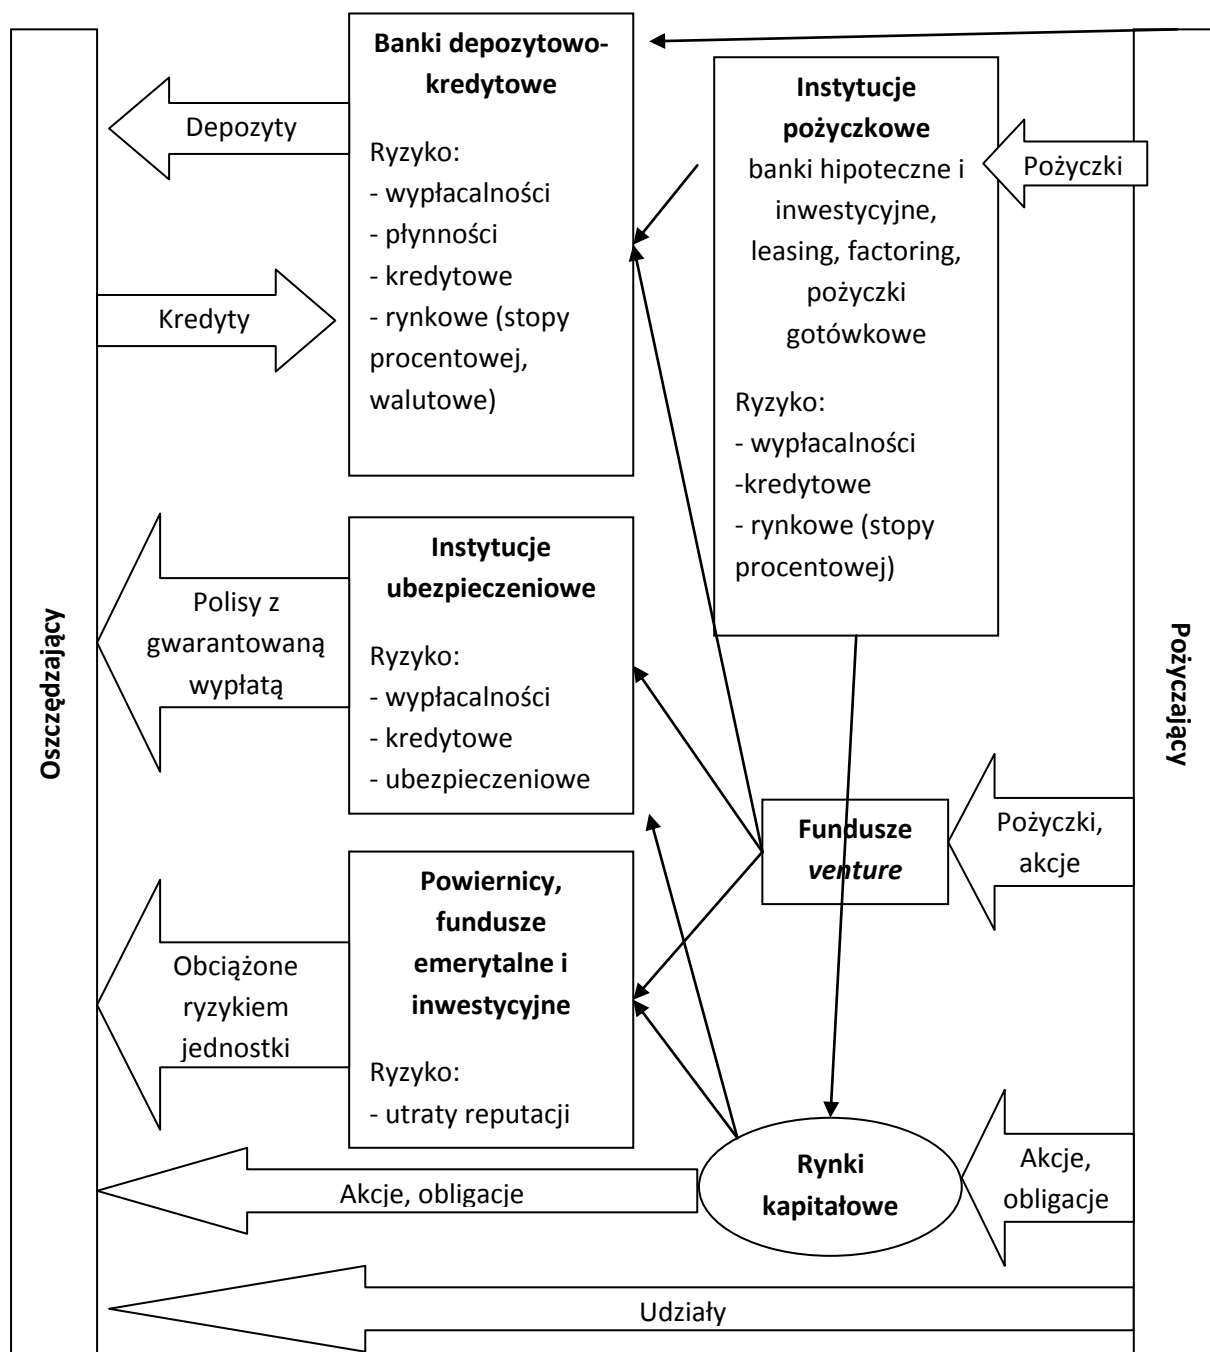 Oszczędzający
Banki depozytowo-
kredytowe
Ryzyko:
- wypłacalności
- płynności
- kredytowe
- rynkowe (stopy
procentowej,
walutowe)
Depozyty
Kredyty
Instytucje
pożyczkowe
banki hipoteczne i
inwestycyjne,
leasing, factoring,
pożyczki
gotówkowe
Ryzyko:
- wypłacalności
-kredytowe
- rynkowe (stopy
procentowej)
Pożyczki
Instytucje
ubezpieczeniowe
Ryzyko:
- wypłacalności
- kredytowe
- ubezpieczeniowe
Polisy z
gwarantowaną
wypłatą
Pożyczający
Fundusze
venture
Pożyczki,
akcje
Powiernicy,
fundusze
emerytalne i
inwestycyjne
Ryzyko:
- utraty reputacji
Obciążone
ryzykiem
jednostki
Rynki
kapitałowe
Akcje,
obligacje
Akcje, obligacje
Udziały